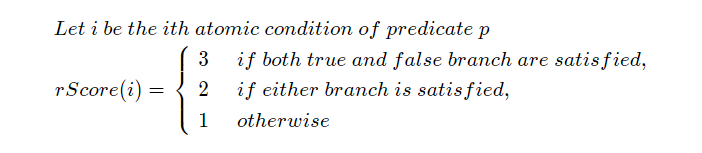 Let i be the ith atomic condition of predicate p
3 if both true and false branch are satisfied,
rScore(i) = { 2 if either branch is satisfied,
1 otherwise